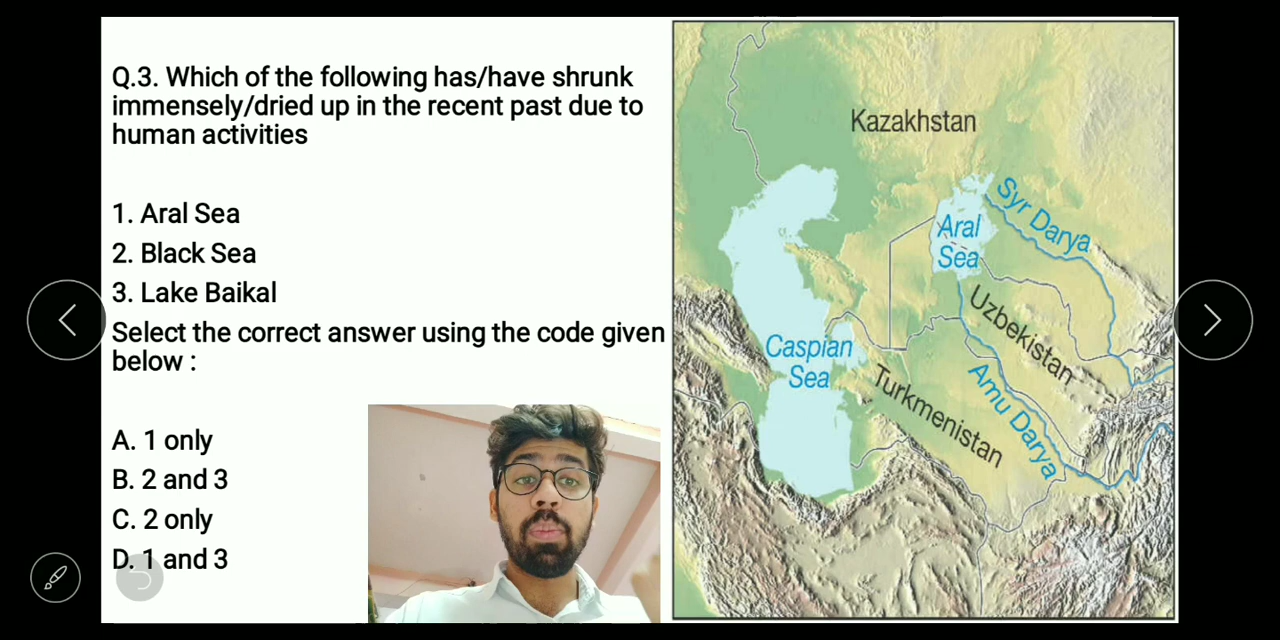 Q.3. Which of the following has/have shrunk
immensely/dried up in the recent past due to
human activities
1. Aral Sea
2. Black Sea
3. Lake Baikal
Select the correct answer using the code given
below :
A. 1 only
B. 2 and 3
C. 2 only
D. 1 and 3
Kazakhstan
Syr Darya
Aral
Sea
Uzbekistan
Caspian
Sea
Turkmenistan
Amu Darya